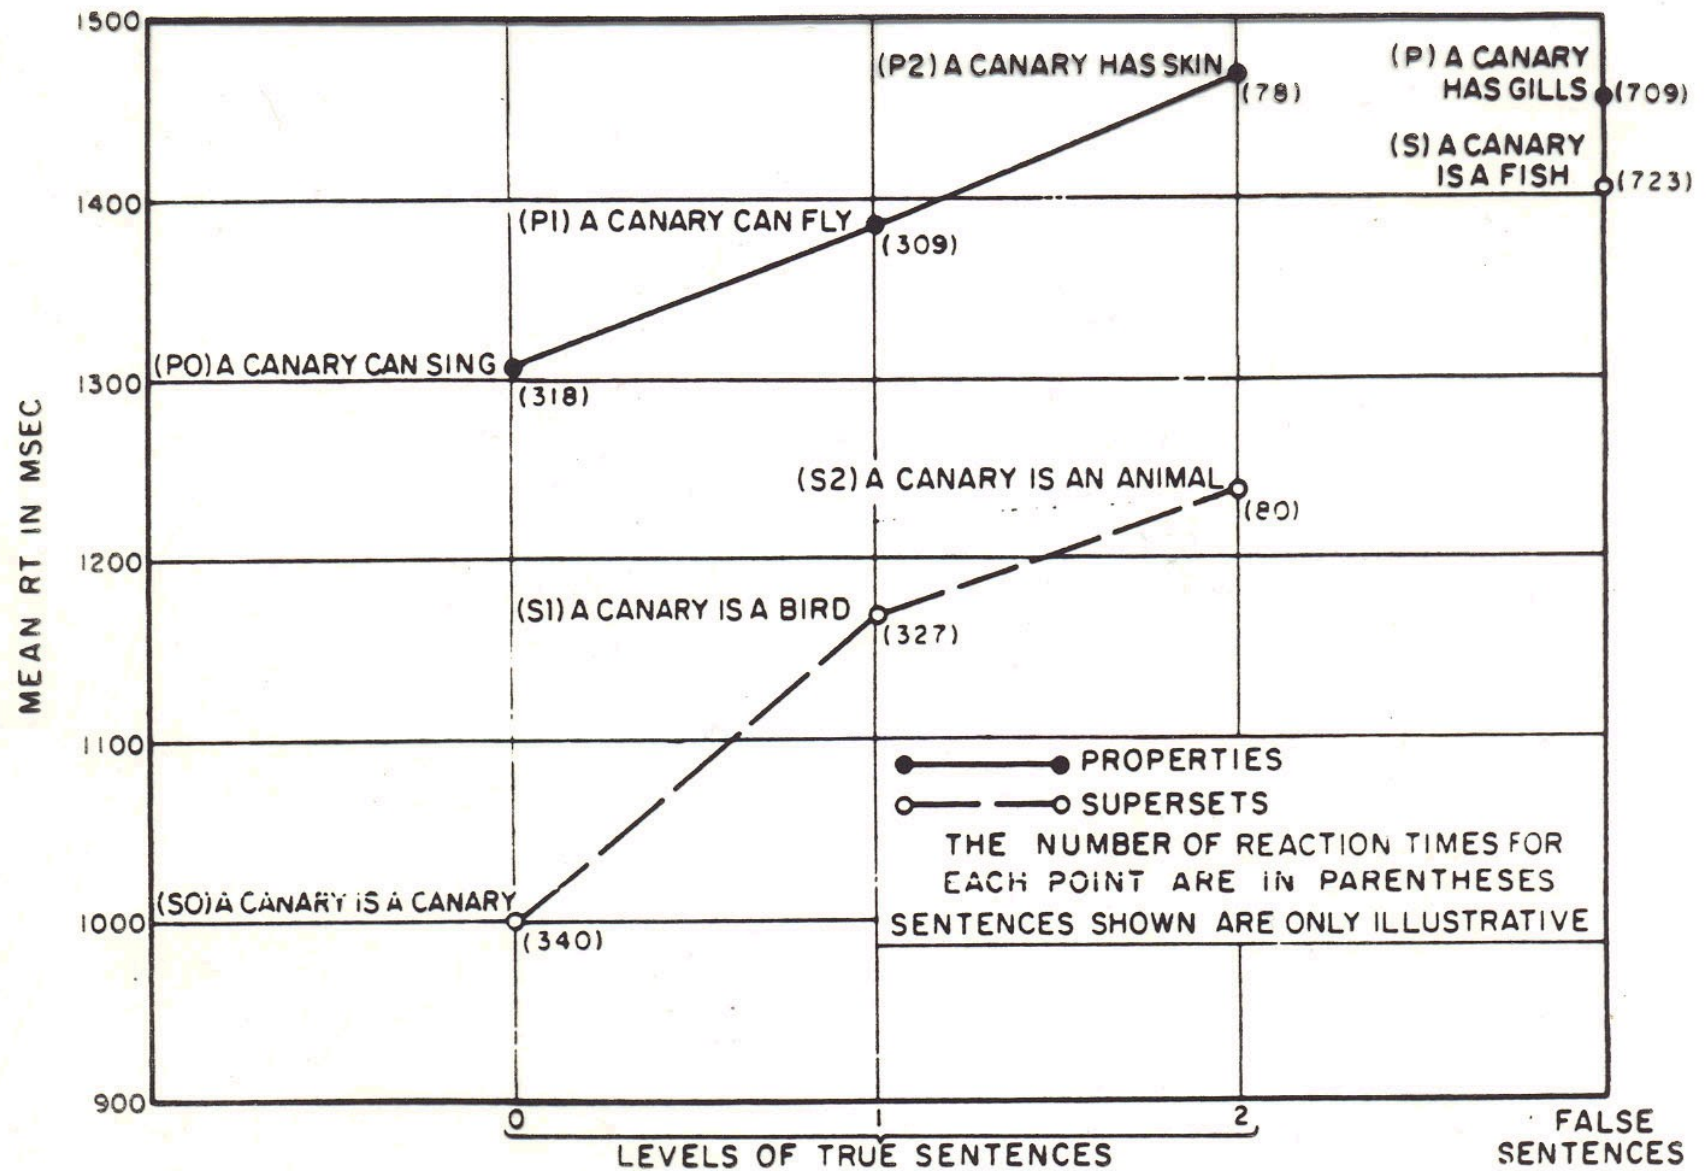 1500
(P2) A CANARY HAS SKIN
(78)
(P) A CANARY
HAS GILLS
(709)
(S) A CANARY
IS A FISH
(723)
1400
(P1) A CANARY CAN FLY
(309)
(P0) A CANARY CAN SING
1300
(318)
MEAN RT IN MSEC
(S2) A CANARY IS AN ANIMAL
(80)
1200
(S1) A CANARY IS A BIRD
(327)
1100
PROPERTIES
SUPERSETS
THE NUMBER OF REACTION TIMES FOR
EACH POINT ARE IN PARENTHESES
SENTENCES SHOWN ARE ONLY ILLUSTRATIVE
(S0) A CANARY IS A CANARY
1000
(340)
900
0 1 2
LEVELS OF TRUE SENTENCES
FALSE
SENTENCES